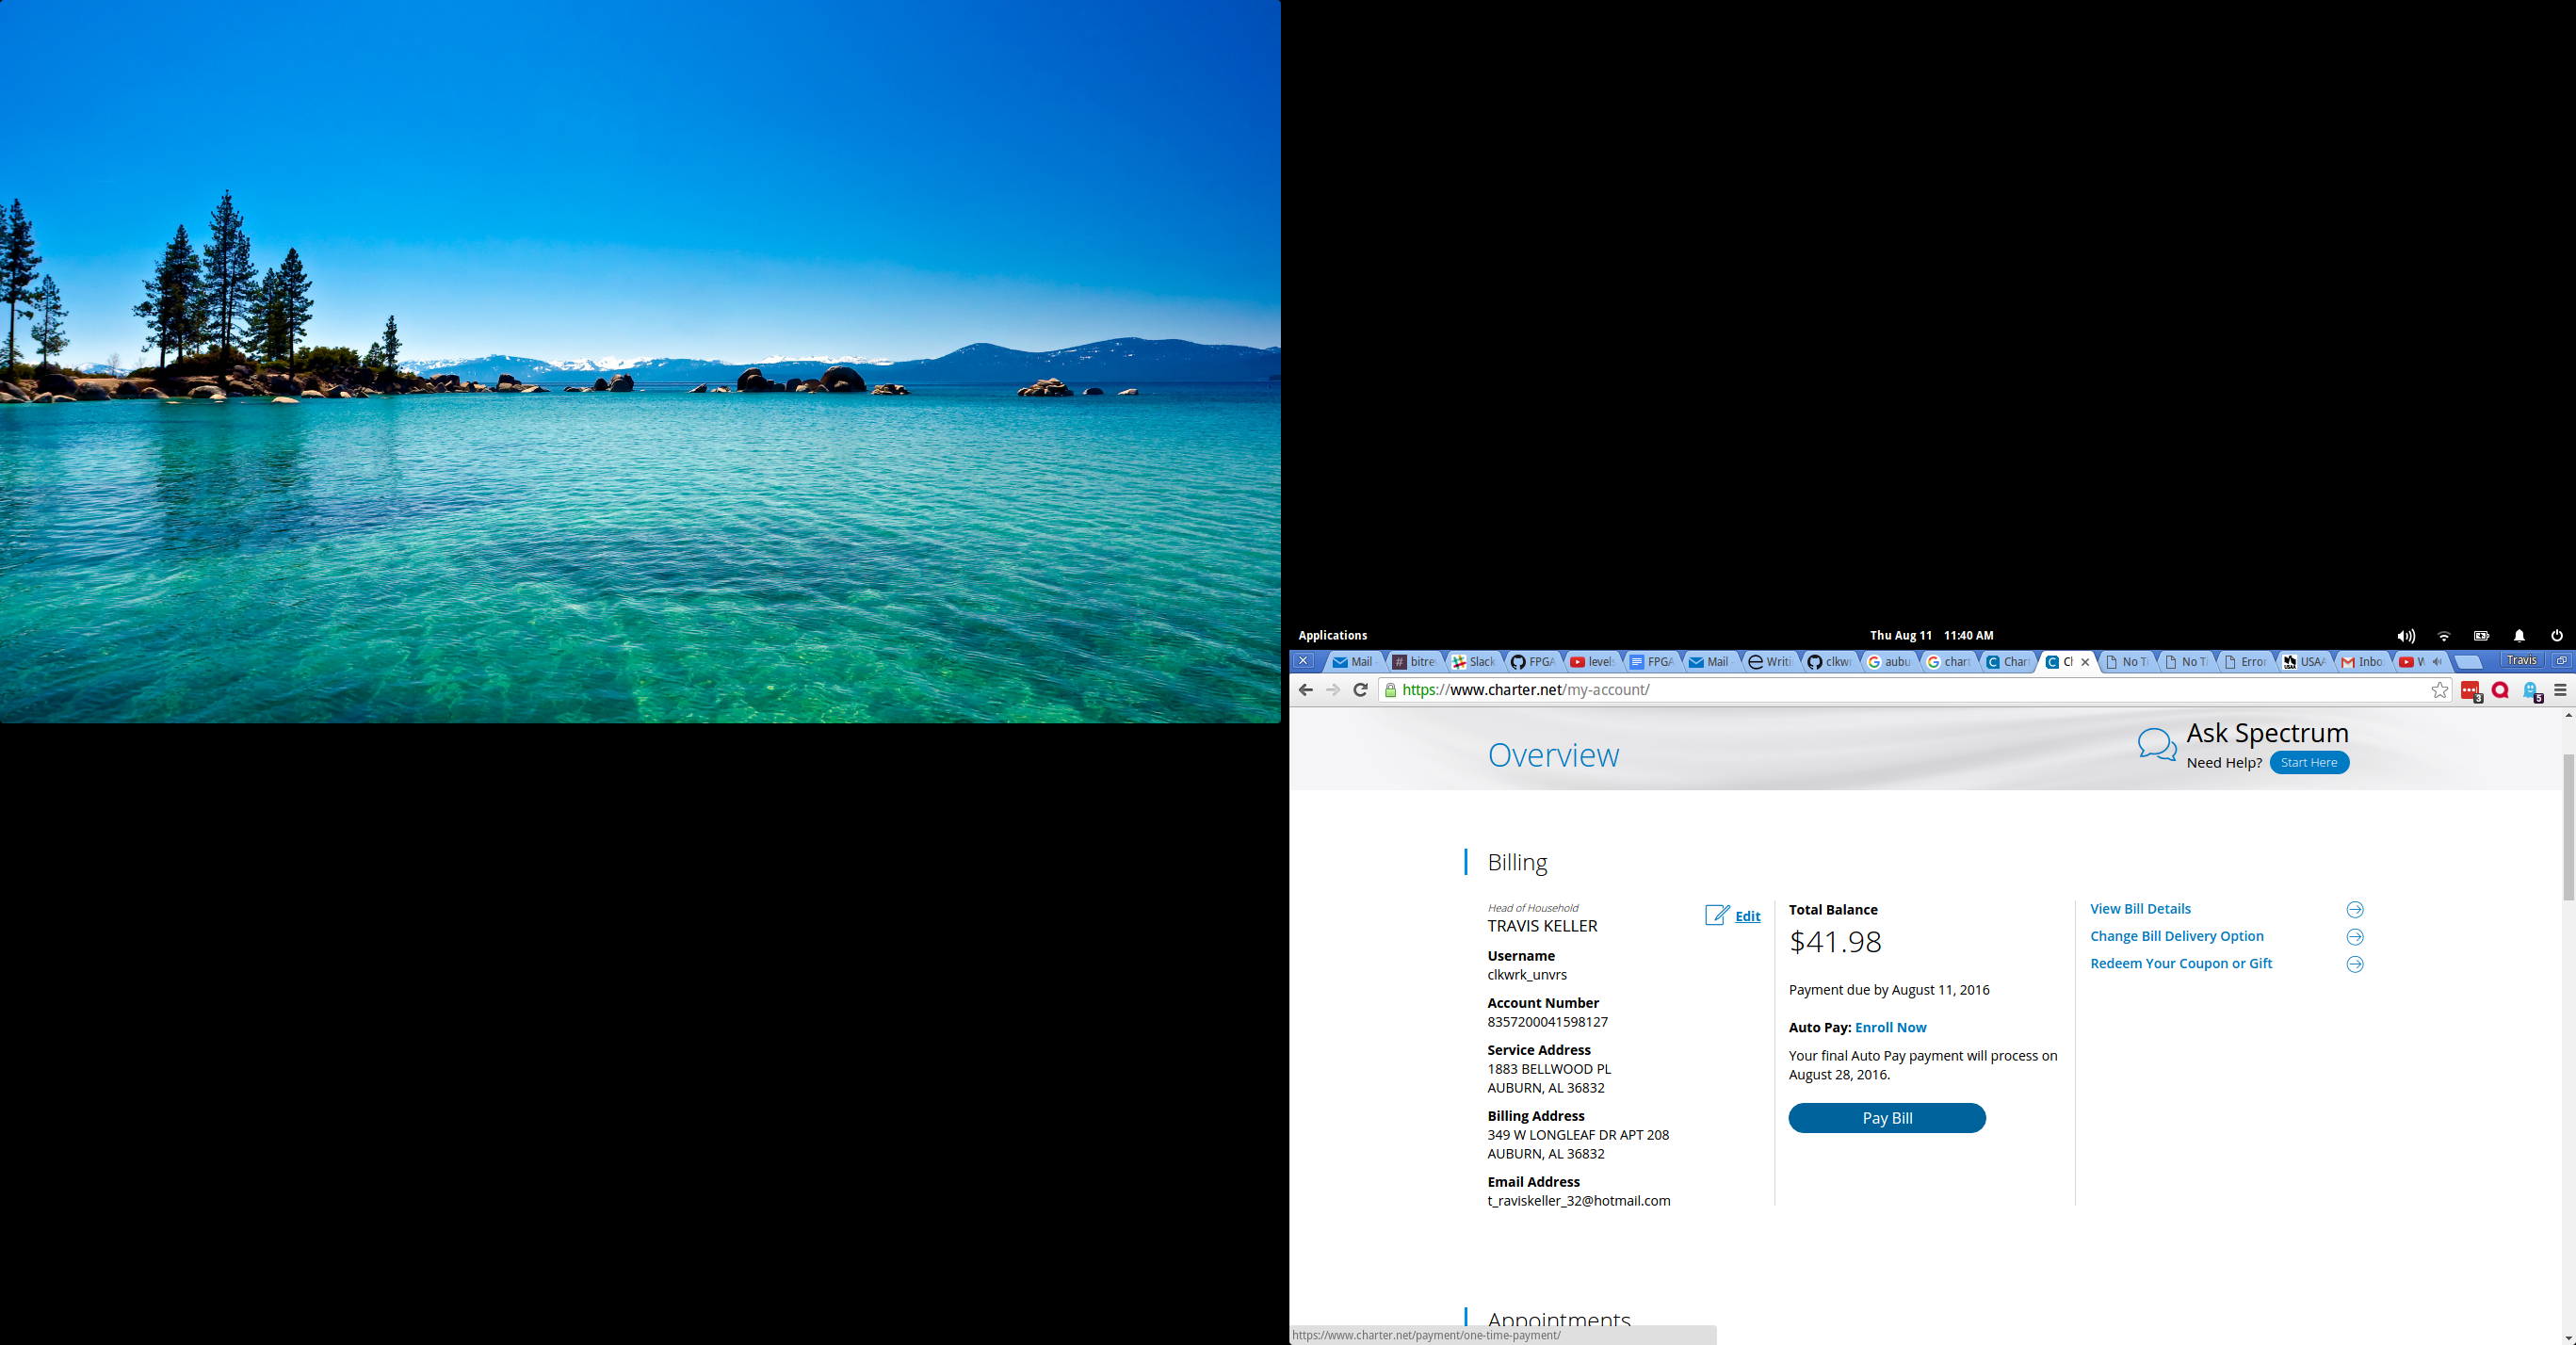 Applications
Thu Aug 11 11:40 AM
Mail
# bitre
Slack
FPGA
level
FPGA
Mail
Writi
clkw
aubu
chart
Char
Cl
No Ti
No Ti
Error
USAA
Inbo
Travis
https://www.charter.net/my-account/
3
5
Overview
Ask Spectrum
Need Help? Start Here
Billing
Head of Household
TRAVIS KELLER
Edit
Username
clkwrk_unvrs
Account Number
8357200041598127
Service Address
1883 BELLWOOD PL
AUBURN, AL 36832
Billing Address
349 W LONGLEAF DR APT 208
AUBURN, AL 36832
Email Address
t_raviskeller_32@hotmail.com
Total Balance
$41.98
Payment due by August 11, 2016
Auto Pay: Enroll Now
Your final Auto Pay payment will process on
August 28, 2016.
Pay Bill
View Bill Details
Change Bill Delivery Option
Redeem Your Coupon or Gift
Appointments
https://www.charter.net/payment/one-time-payment/